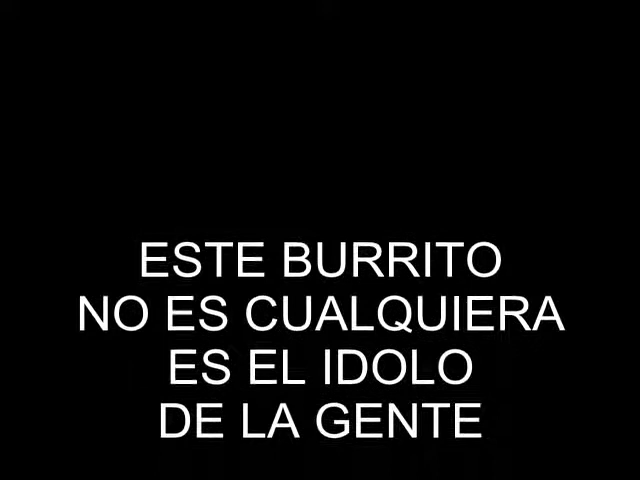 ESTE BURRITO
NO ES CUALQUIERA
ES EL IDOLO
DE LA GENTE